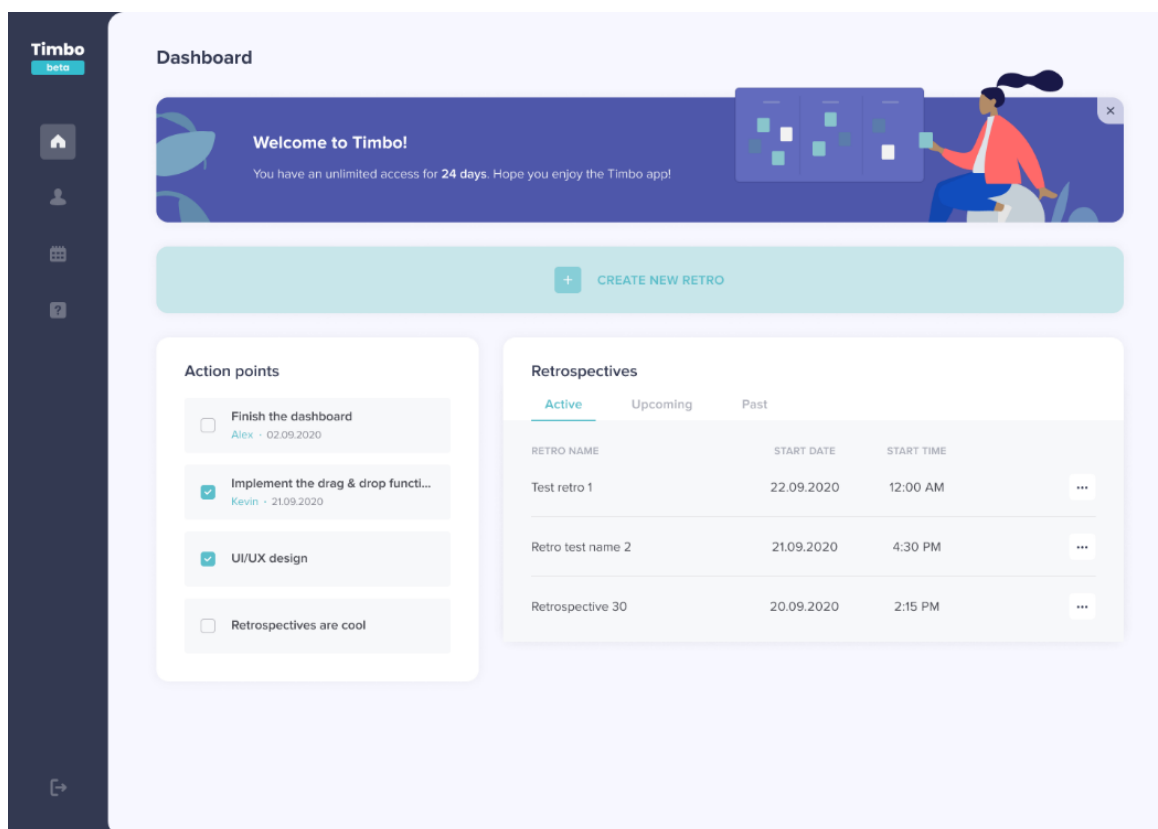 Timbo
beta
Dashboard
Welcome to Timbo!
You have an unlimited access for 24 days. Hope you enjoy the Timbo app!
+ CREATE NEW RETRO
Action points
Finish the dashboard
Alex · 02.09.2020
Implement the drag & drop functi...
Kevin · 21.09.2020
UI/UX design
Retrospectives are cool
Retrospectives
Active Upcoming Past
RETRO NAME START DATE START TIME
Test retro 1 22.09.2020 12:00 AM
Retro test name 2 21.09.2020 4:30 PM
Retrospective 30 20.09.2020 2:15 PM